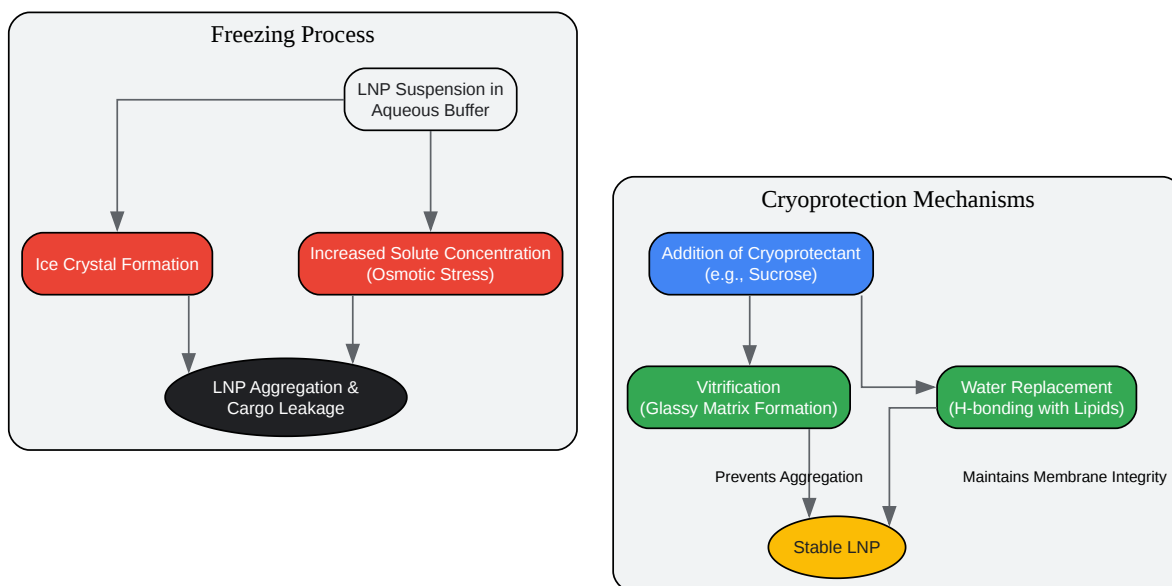 Freezing Process
LNP Suspension in
Aqueous Buffer
Ice Crystal Formation
Increased Solute Concentration
(Osmotic Stress)
LNP Aggregation &
Cargo Leakage
Cryoprotection Mechanisms
Addition of Cryoprotectant
(e.g., Sucrose)
Vitrification
(Glassy Matrix Formation)
Water Replacement
(H-bonding with Lipids)
Prevents Aggregation
Maintains Membrane Integrity
Stable LNP